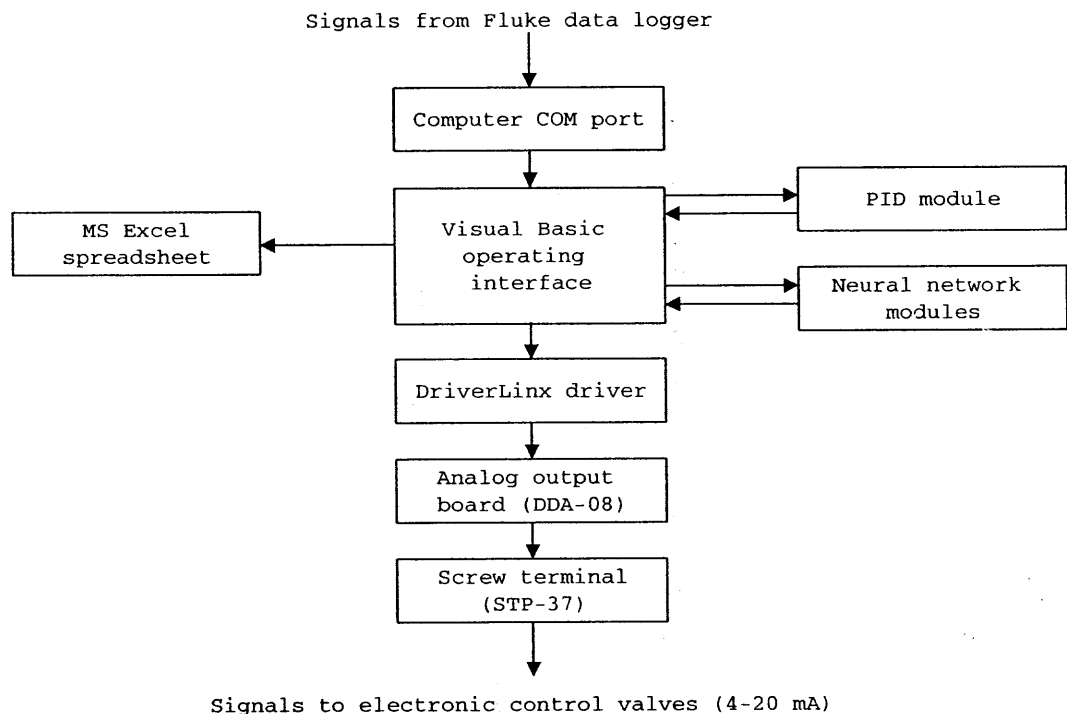 Signals from Fluke data logger
Computer COM port
PID module
MS Excel
spreadsheet
Visual Basic
operating
interface
Neural network
modules
DriverLinx driver
Analog output
board (DDA-08)
Screw terminal
(STP-37)
Signals to electronic control valves (4-20 mA)